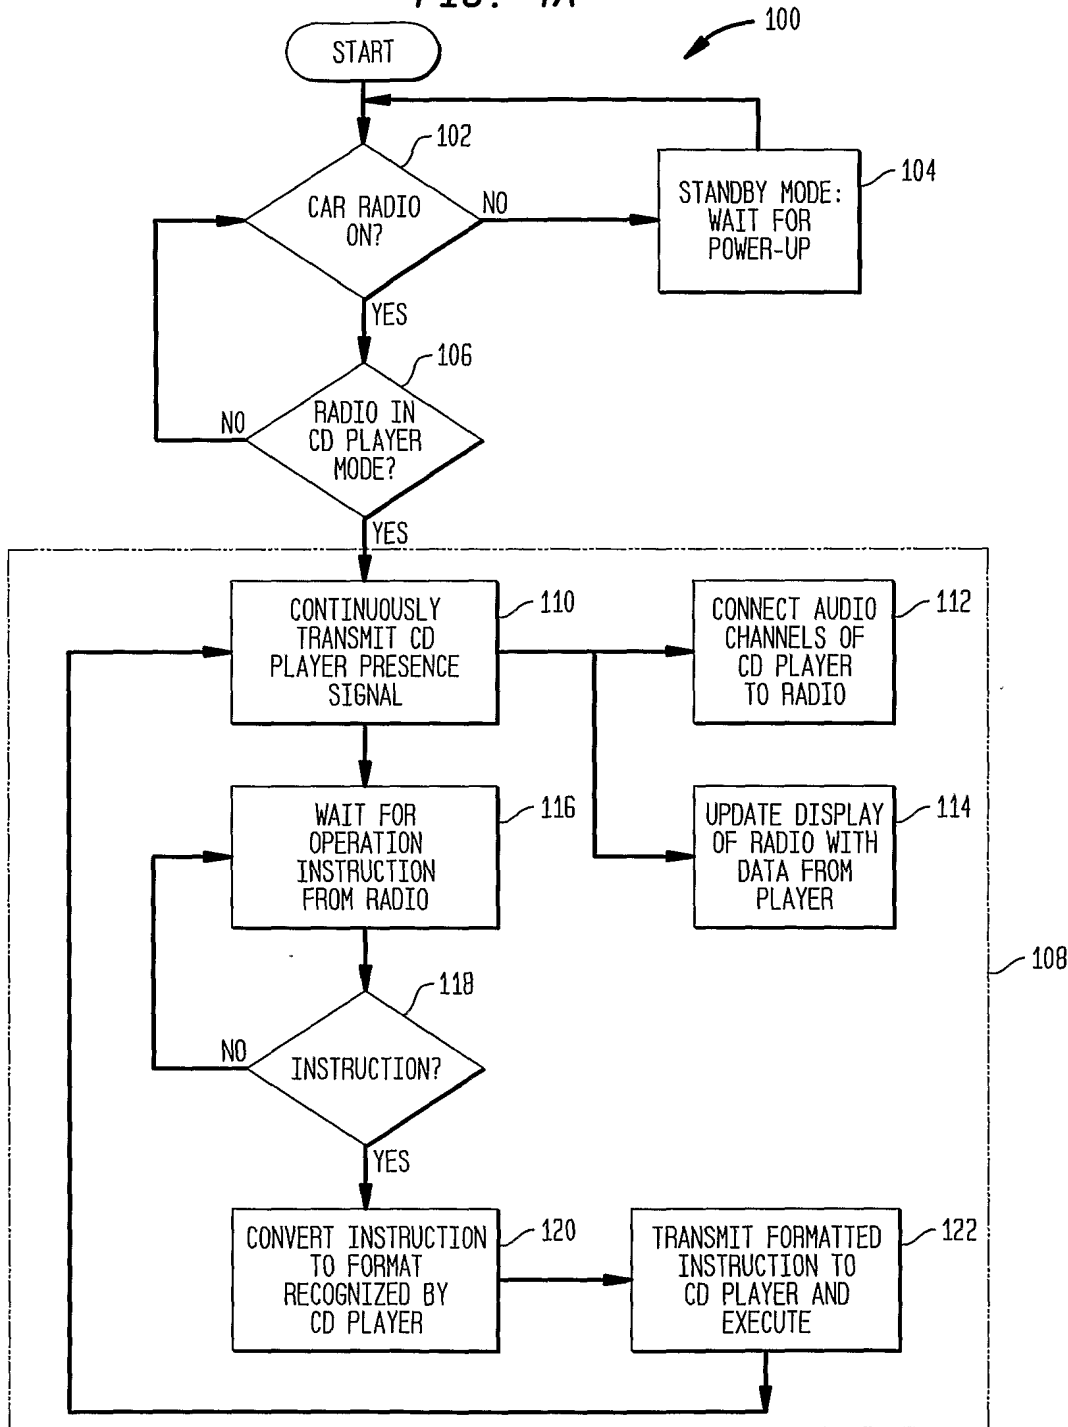 FIG. 4A
100
START
102
CAR RADIO
ON?
NO
104
STANDBY MODE:
WAIT FOR
POWER-UP
YES
106
RADIO IN
CD PLAYER
MODE?
NO
YES
110
CONTINUOUSLY
TRANSMIT CD
PLAYER PRESENCE
SIGNAL
112
CONNECT AUDIO
CHANNELS OF
CD PLAYER
TO RADIO
116
WAIT FOR
OPERATION
INSTRUCTION
FROM RADIO
114
UPDATE DISPLAY
OF RADIO WITH
DATA FROM
PLAYER
108
118
INSTRUCTION?
NO
YES
120
CONVERT INSTRUCTION
TO FORMAT
RECOGNIZED BY
CD PLAYER
122
TRANSMIT FORMATTED
INSTRUCTION TO
CD PLAYER AND
EXECUTE